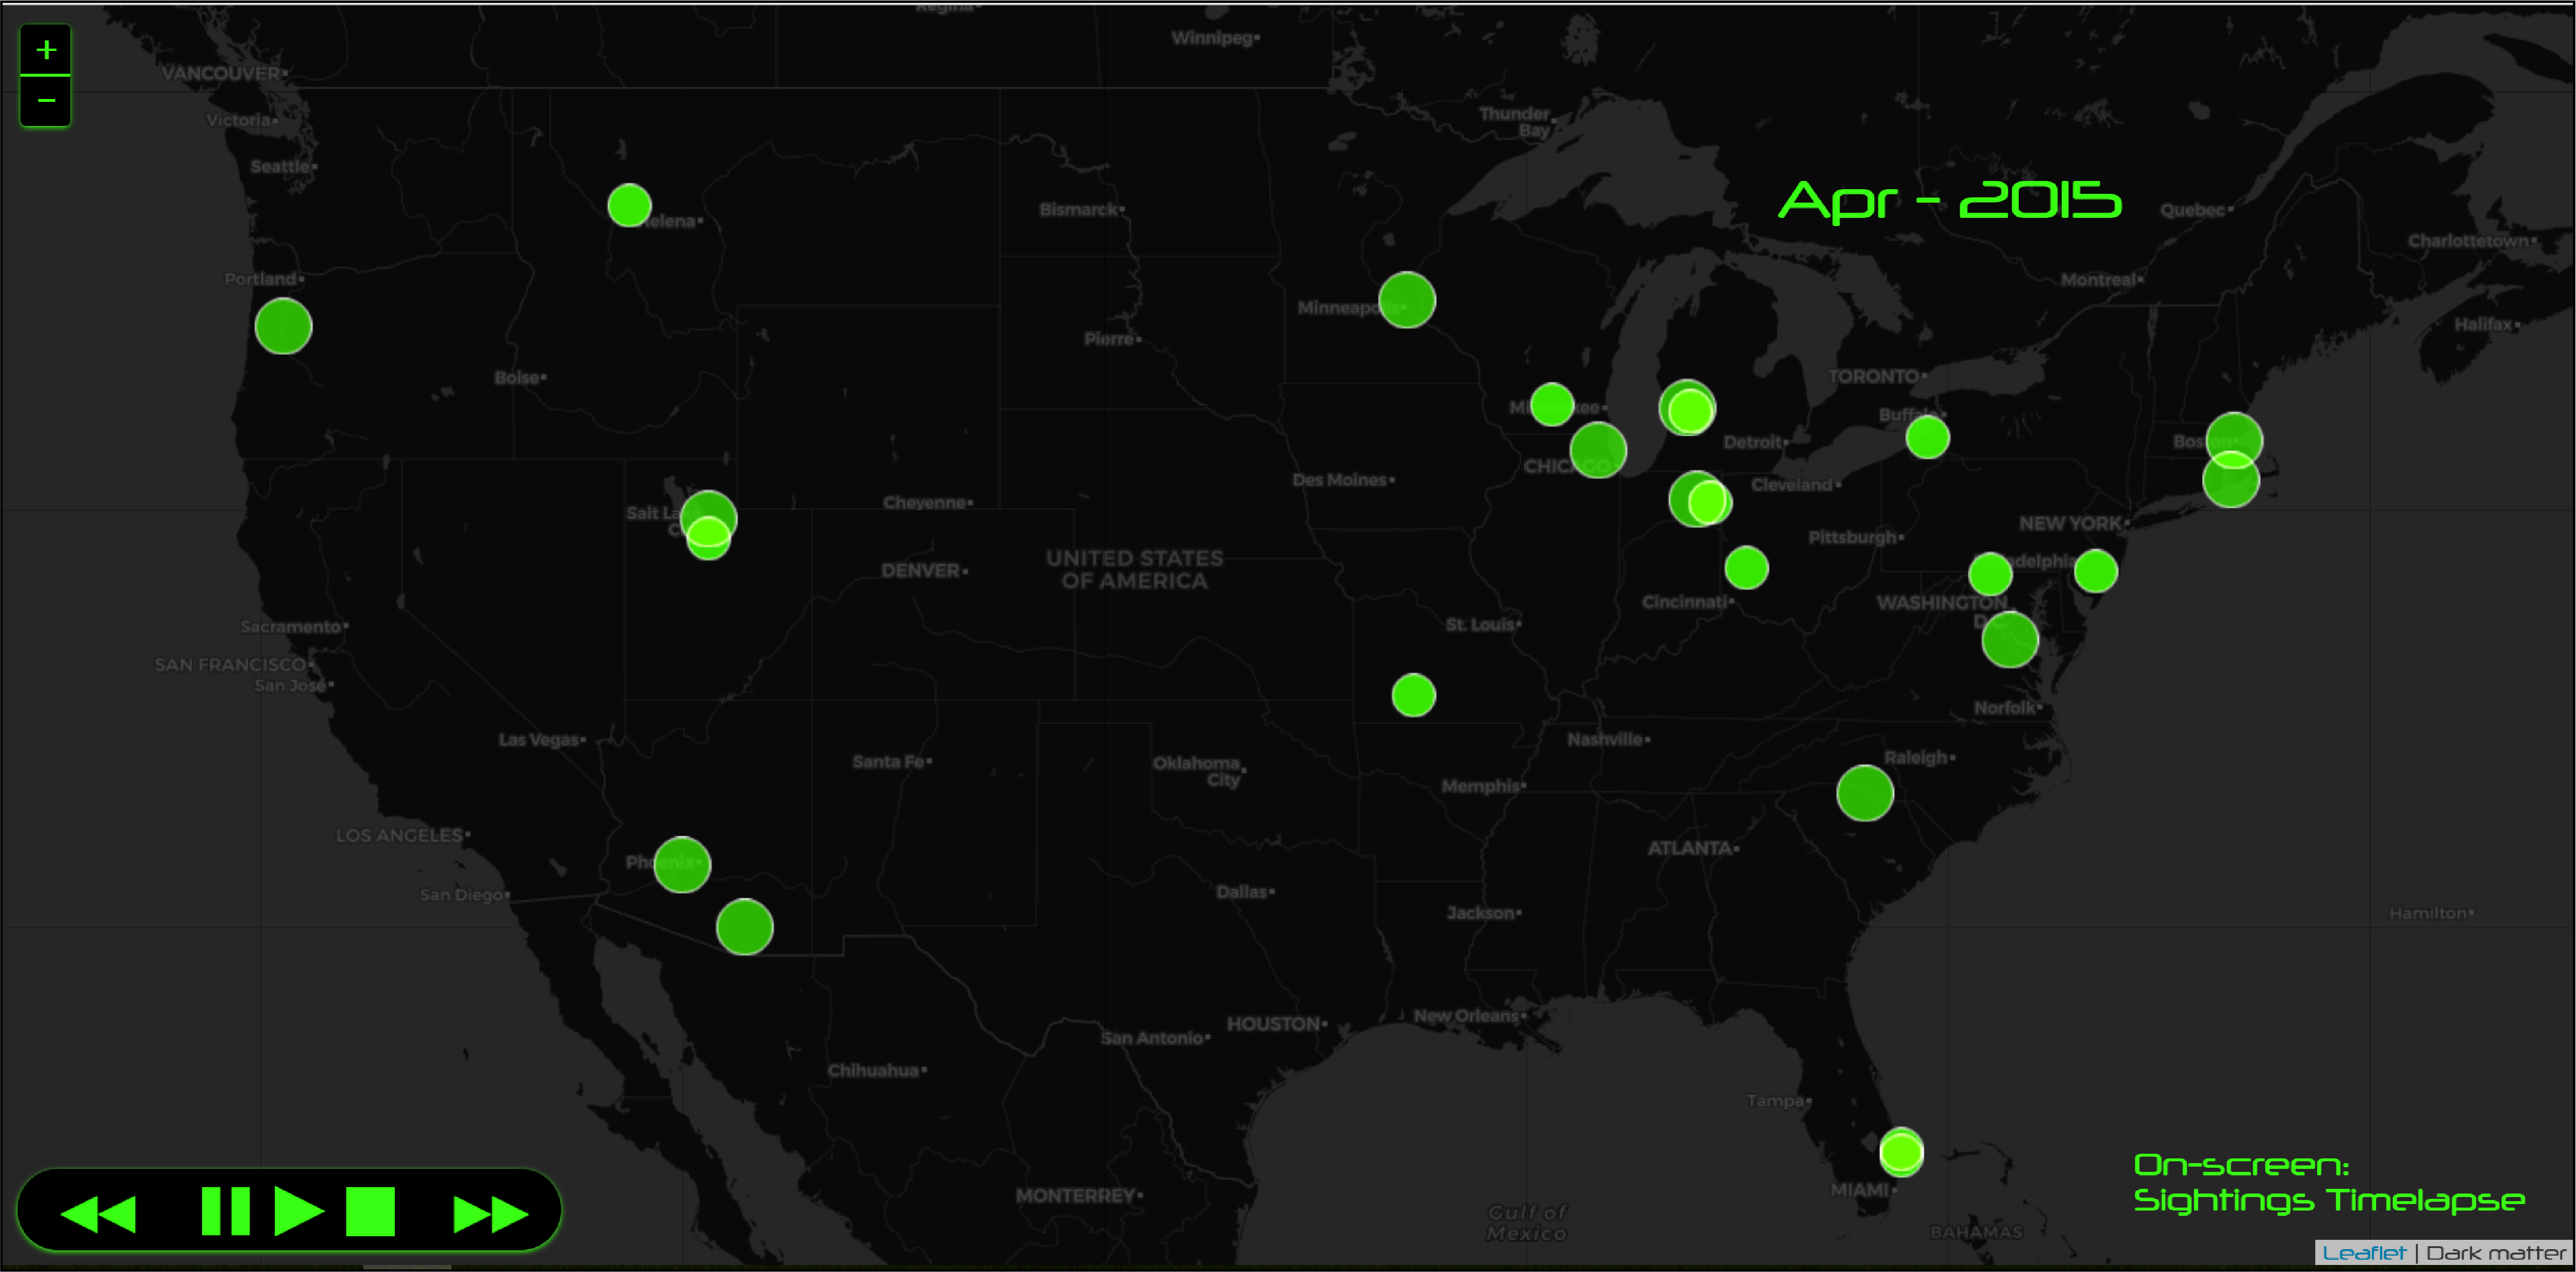 Regina
Winnipeg
+
VANCOUVER
−
Thunder
Bay
Victoria
Seattle
Apr - 2015
Bismarck
Quebec
elena
Charlottetown
Portland
Montreal
Minneapolis
Halifax
Pierre
TORONTO
Boise
Milwaukee
Buffalo
Detroit
Boston
CHICAGO
Des Moines
Cleveland
Cheyenne
Salt Lake
NEW YORK
Pittsburgh
UNITED STATES
OF AMERICA
DENVER
adelphia
Cincinnati
WASHINGTON
St. Louis
Sacramento
SAN FRANCISCO
San José
Norfolk
Las Vegas
Nashville
Raleigh
Santa Fe
Oklahoma
City
Memphis
LOS ANGELES
ATLANTA
Phoenix
San Diego
Dallas
Jackson
Hamilton
New Orleans
HOUSTON
San Antonio
Chihuahua
Tampa
On-screen:
MIAMI
MONTERREY
Sightings Timelapse
Gulf of
Mexico
BAHAMAS
Leaflet | Dark matter